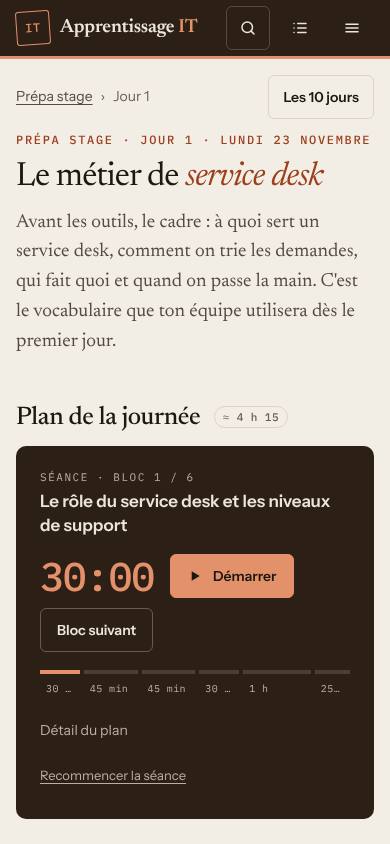 IT Apprentissage IT
Prépa stage › Jour 1
Les 10 jours
PRÉPA STAGE · JOUR 1 · LUNDI 23 NOVEMBRE
Le métier de service desk
Avant les outils, le cadre : à quoi sert un
service desk, comment on trie les demandes,
qui fait quoi et quand on passe la main. C'est
le vocabulaire que ton équipe utilisera dès le
premier jour.
Plan de la journée
≈ 4 h 15
SÉANCE · BLOC 1 / 6
Le rôle du service desk et les niveaux
de support
30:00
Démarrer
Bloc suivant
30 … 45 min 45 min 30 … 1 h 25…
Détail du plan
Recommencer la séance